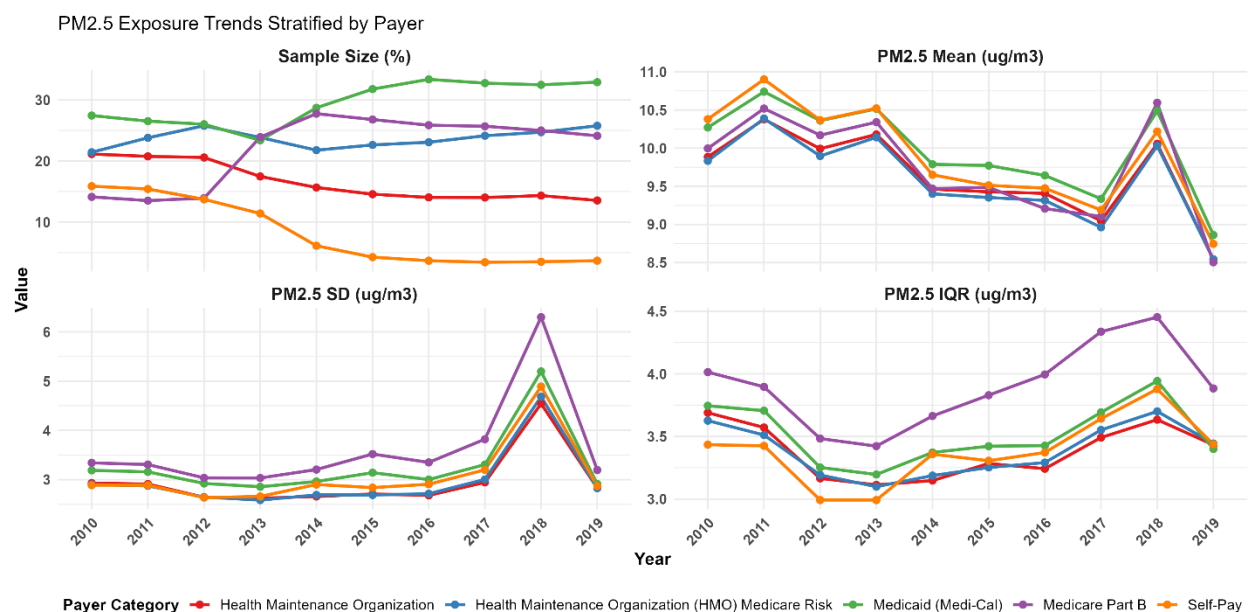 PM2.5 Exposure Trends Stratified by Payer
Sample Size (%)
PM2.5 Mean (ug/m3)
30
20
10
11.0
10.5
10.0
9.5
9.0
8.5
Value
PM2.5 SD (ug/m3)
PM2.5 IQR (ug/m3)
6
5
4
3
4.5
4.0
3.5
3.0
2010 2011 2012 2013 2014 2015 2016 2017 2018 2019
2010 2011 2012 2013 2014 2015 2016 2017 2018 2019
Year
Payer Category Health Maintenance Organization Health Maintenance Organization (HMO) Medicare Risk Medicaid (Medi-Cal) Medicare Part B Self-Pay